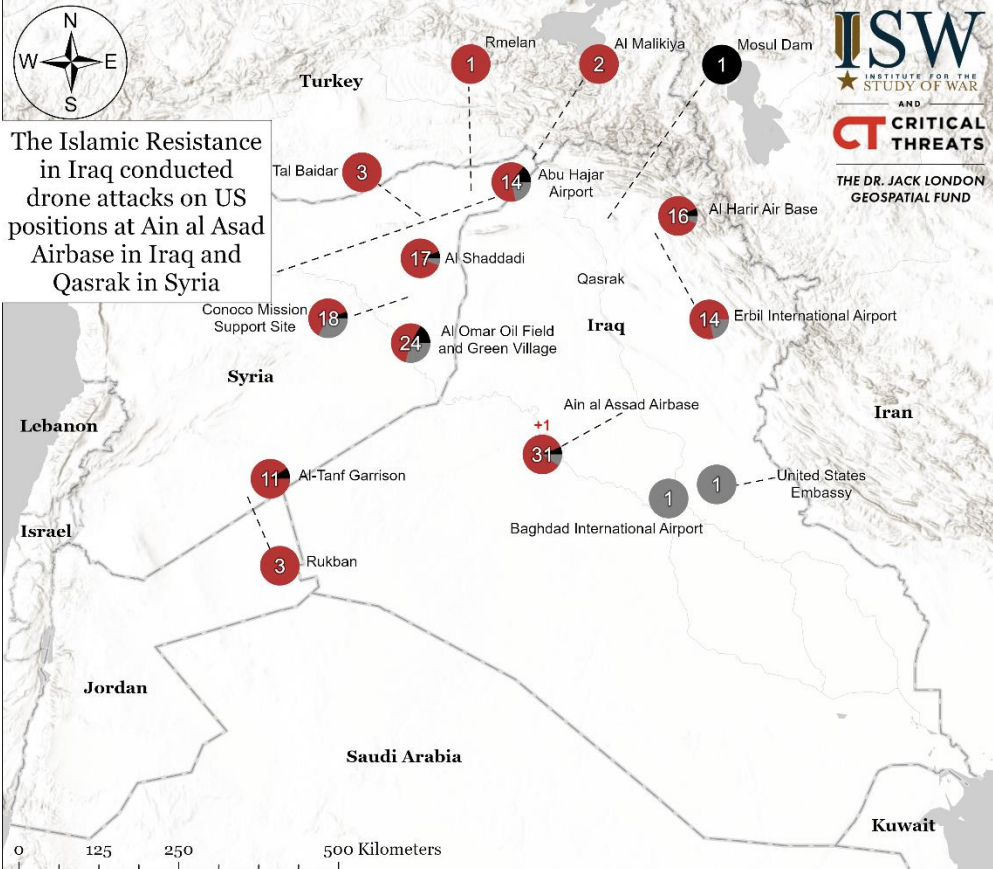 N
W
E
S
Turkey
Rmelan
1
Al Malikiya
2
Mosul Dam
1
ISW
INSTITUTE FOR THE
STUDY OF WAR
AND
CT CRITICAL
THREATS
THE DR. JACK LONDON
GEOSPATIAL FUND
The Islamic Resistance
in Iraq conducted
drone attacks on US
positions at Ain al Asad
Airbase in Iraq and
Qasrak in Syria
Tal Baidar
3
14
Abu Hajar
Airport
16
Al Harir Air Base
17
Al Shaddadi
Qasrak
Conoco Mission
Support Site
18
24
Al Omar Oil Field
and Green Village
Iraq
14
Erbil International Airport
Syria
Lebanon
Iran
Ain al Assad Airbase
+1
31
11
Al-Tanf Garrison
1
United States
Embassy
1
Baghdad International Airport
Israel
3
Rukban
Jordan
Saudi Arabia
Kuwait
0 125 250 500 Kilometers